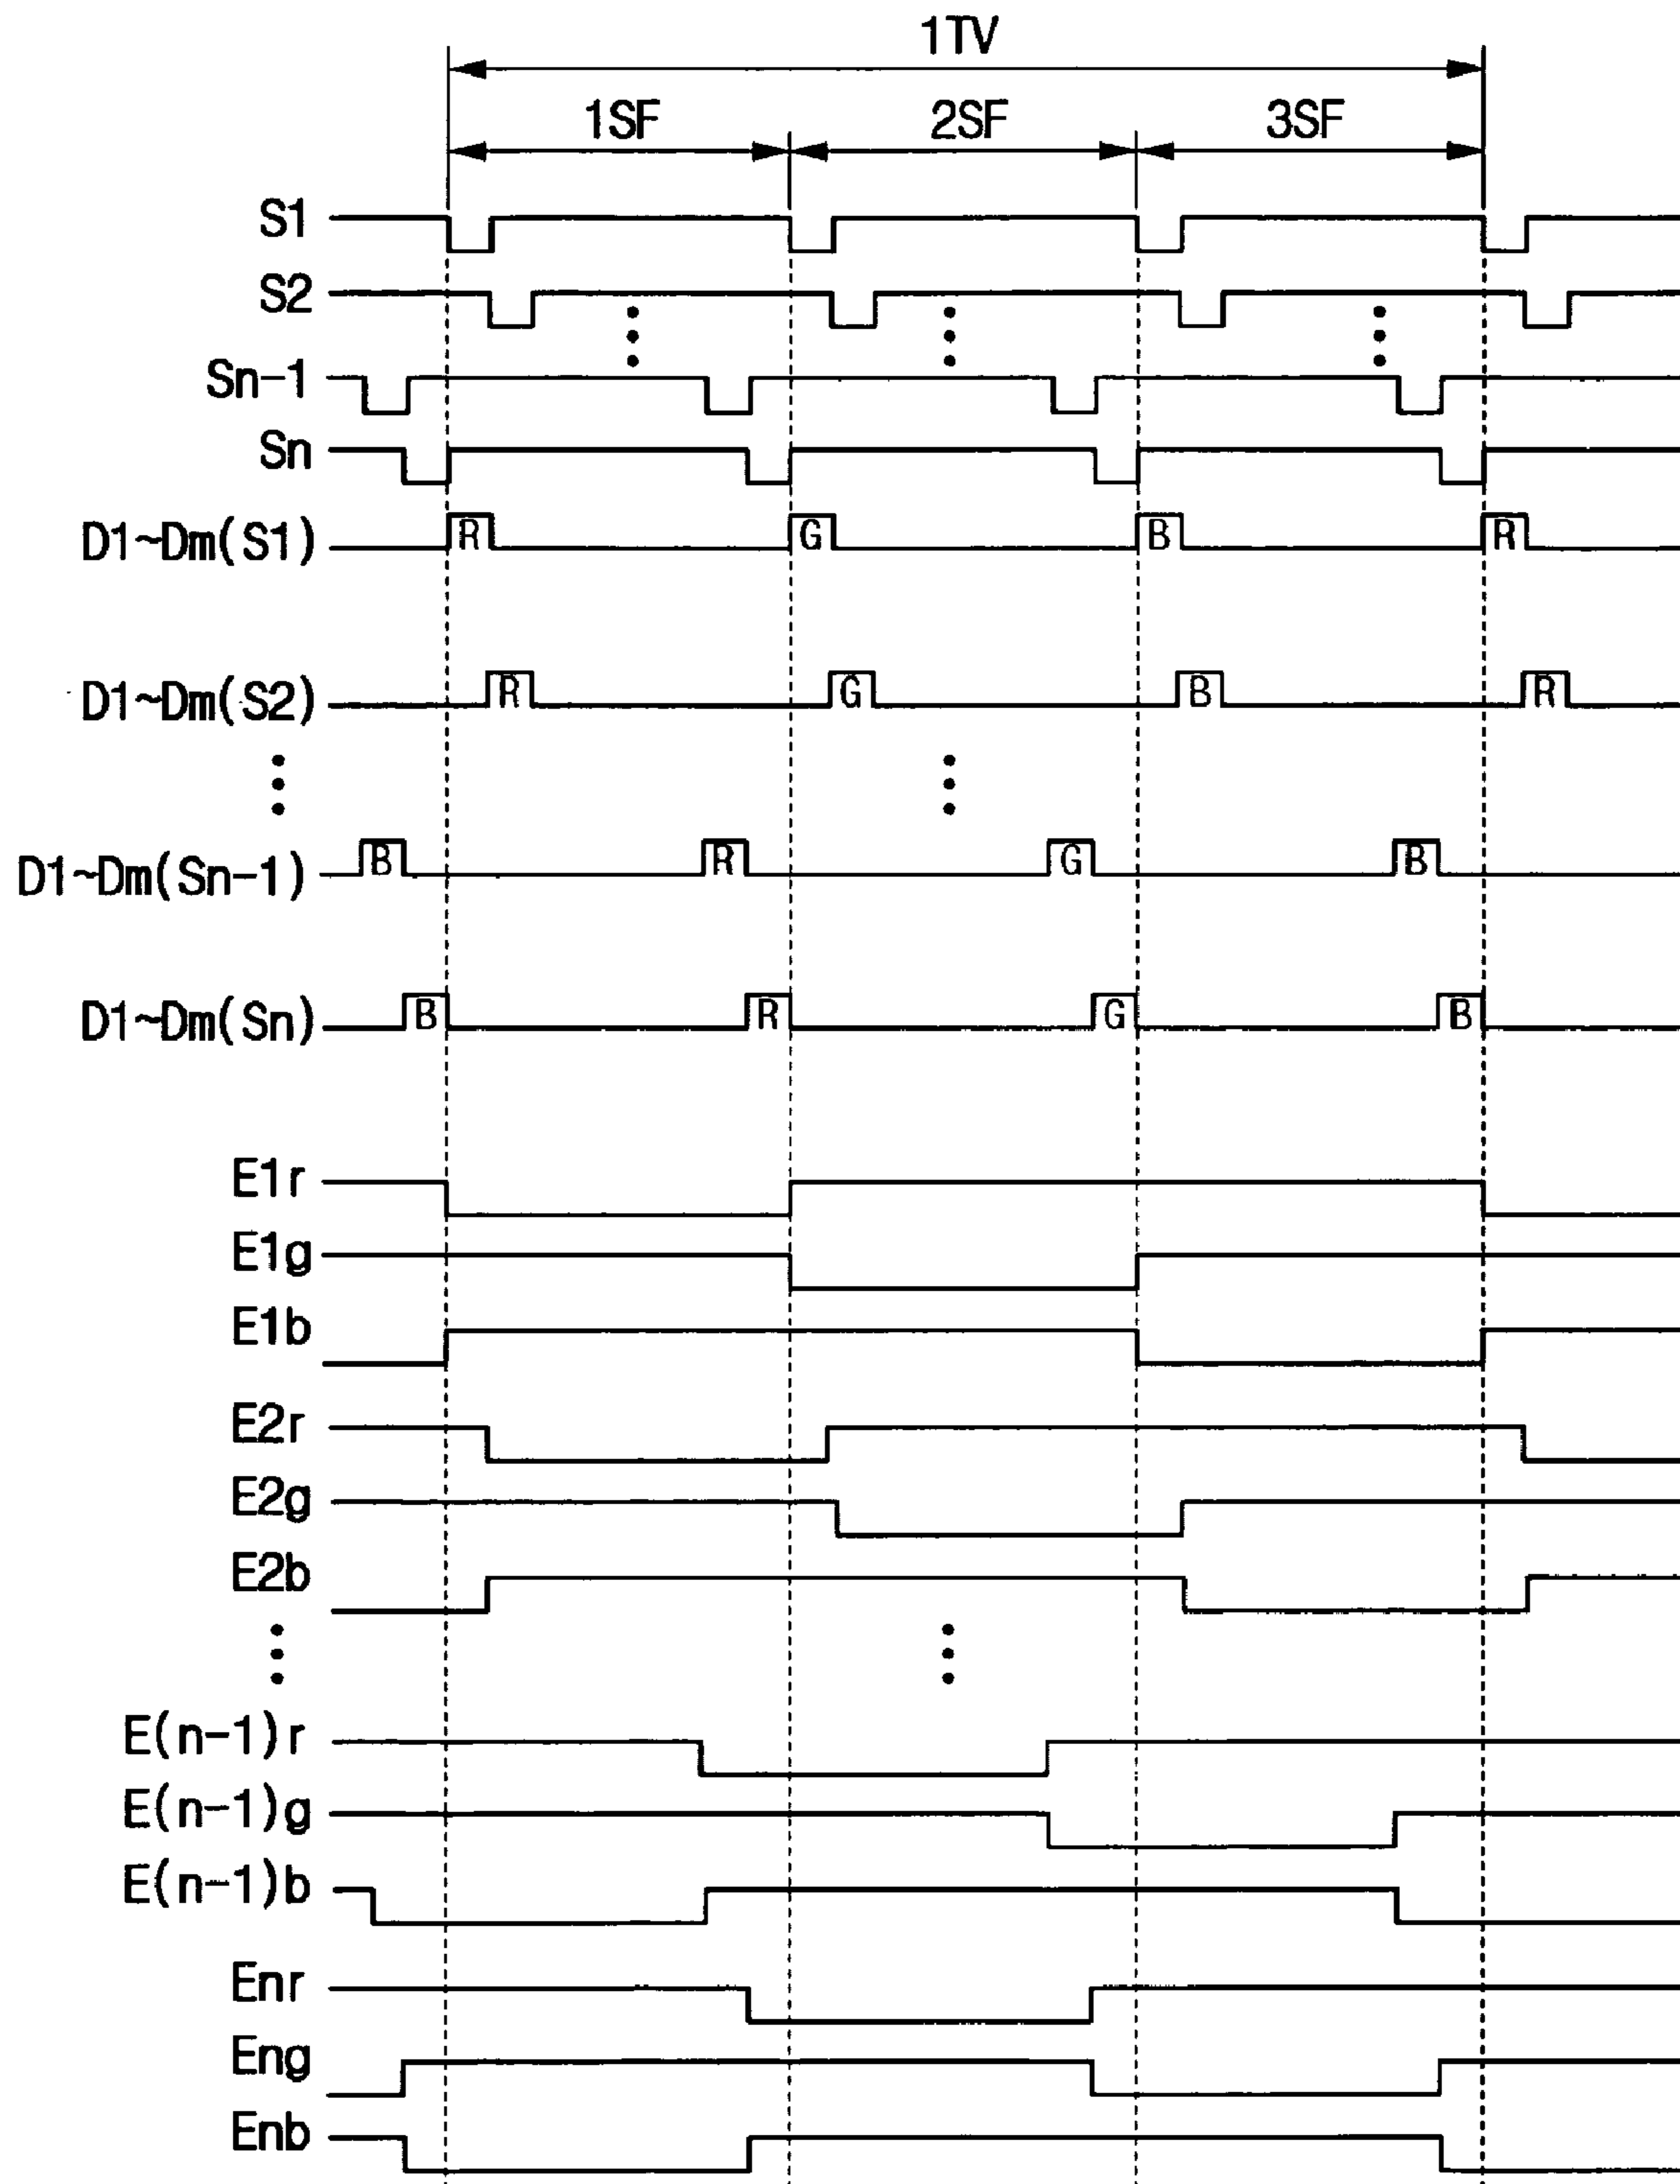 1TV
1SF 2SF 3SF
S1
S2
Sn-1
Sn
D1~Dm(S1) R G B R
D1~Dm(S2) R G B R
D1~Dm(Sn-1) B R G B
D1~Dm(Sn) B R G B
E1r
E1g
E1b
E2r
E2g
E2b
E(n-1)r
E(n-1)g
E(n-1)b
Enr
Eng
Enb